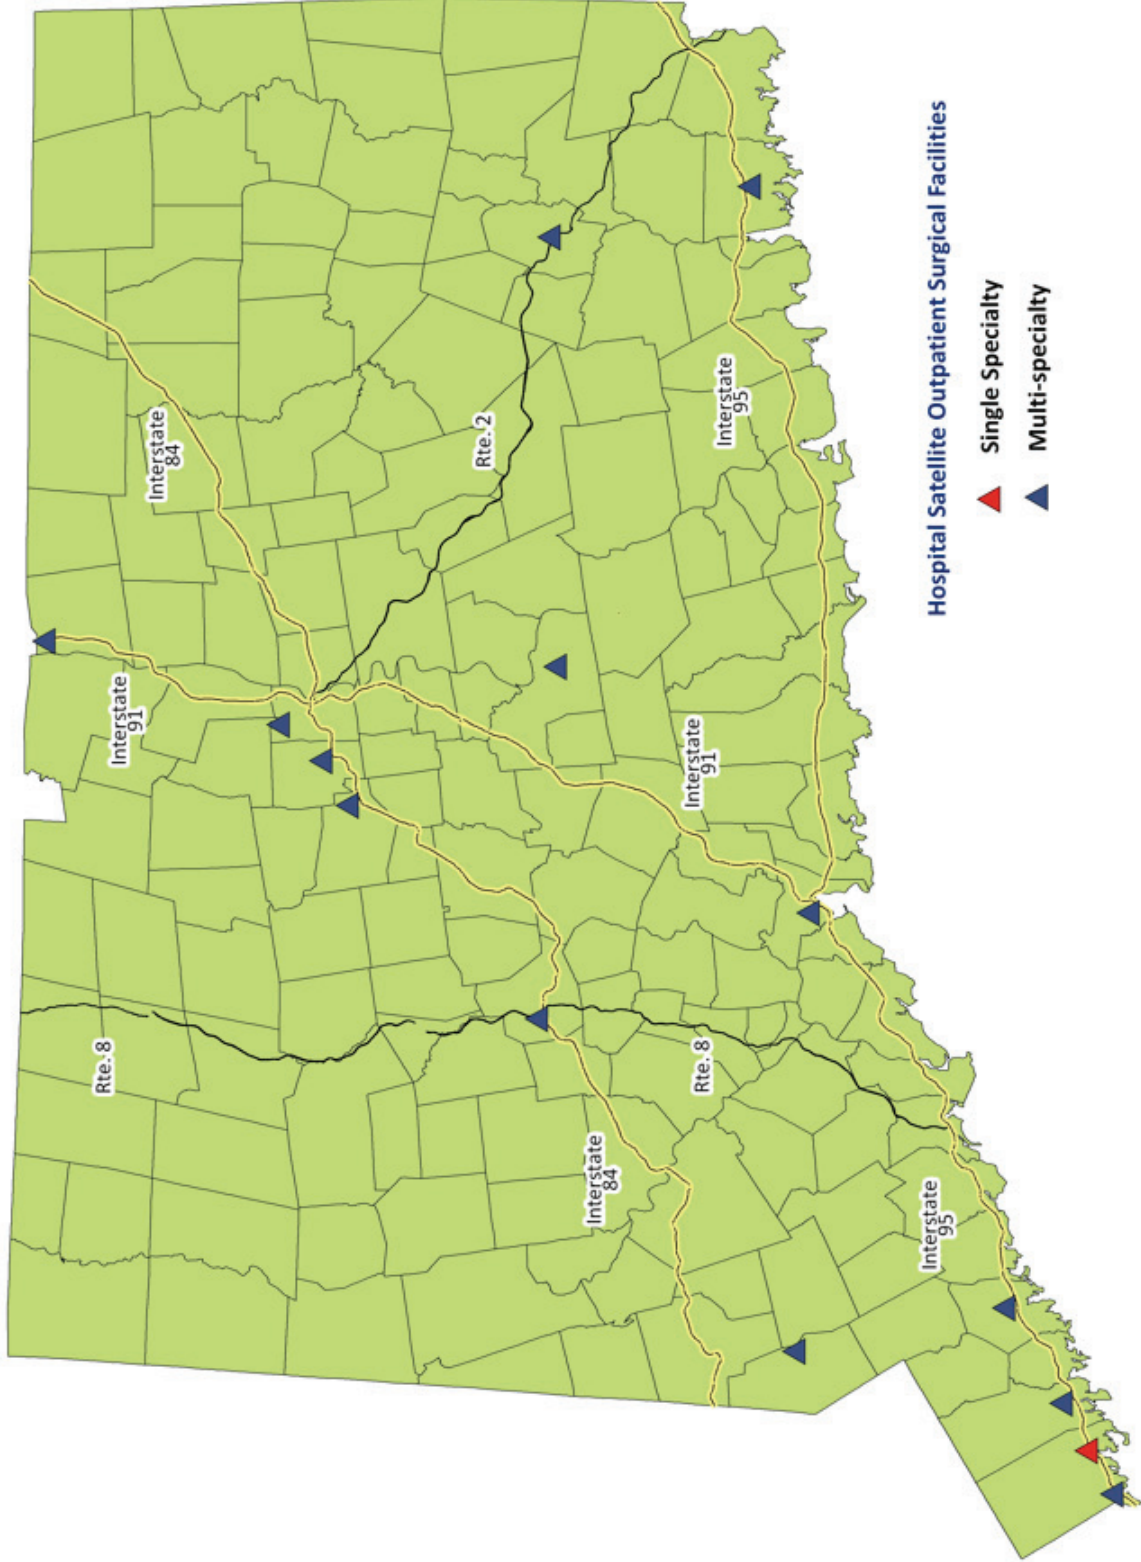 Interstate
84
Interstate
91
Rte. 8
Rte. 2
Interstate
84
Interstate
91
Rte. 8
Interstate
95
Interstate
95
Hospital Satellite Outpatient Surgical Facilities
Single Specialty
Multi-specialty